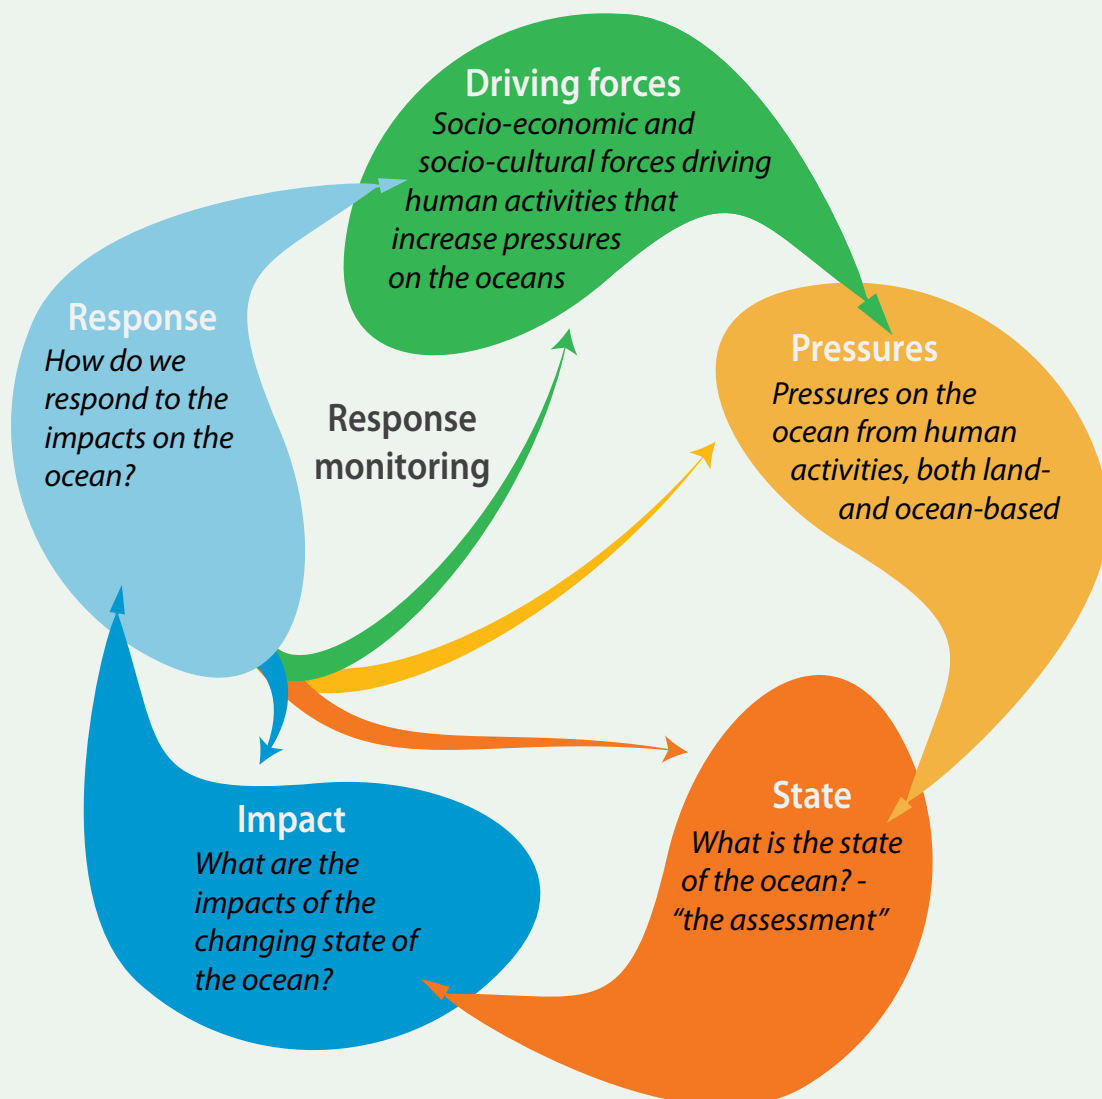 Driving forces
Socio-economic and
socio-cultural forces driving
human activities that
increase pressures
on the oceans
Response
How do we
respond to the
impacts on the
ocean?
Response
monitoring
Pressures
Pressures on the
ocean from human
activities, both land-
and ocean-based
State
What is the state
of the ocean? -
“the assessment”
Impact
What are the
impacts of the
changing state of
the ocean?